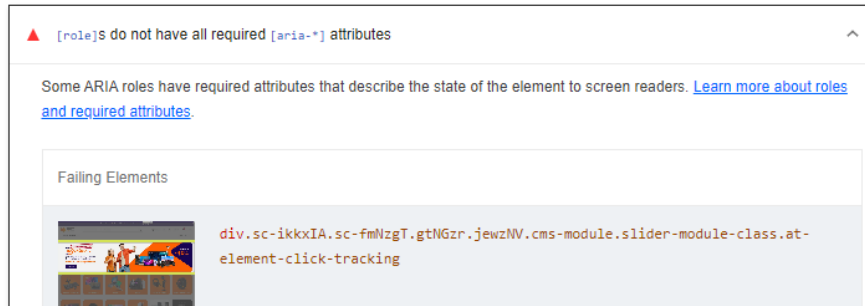 [role]s do not have all required [aria-*] attributes
Some ARIA roles have required attributes that describe the state of the element to screen readers. Learn more about roles
and required attributes.
Failing Elements
div.sc-ikkxIA.sc-fmNzgT.gtNGzr.jewzNV.cms-module.slider-module-class.at-
element-click-tracking